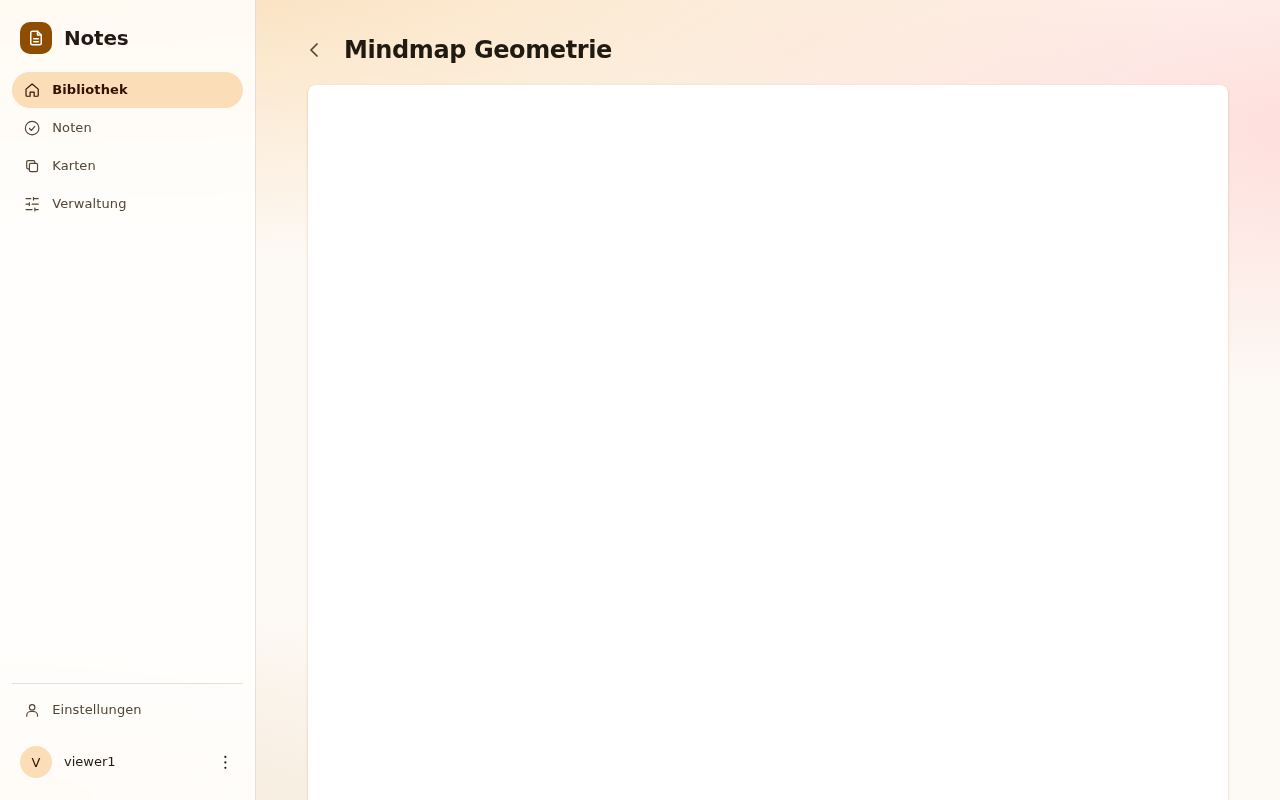 Notes
Bibliothek
Noten
Karten
Verwaltung
Einstellungen
V
viewer1
Mindmap Geometrie